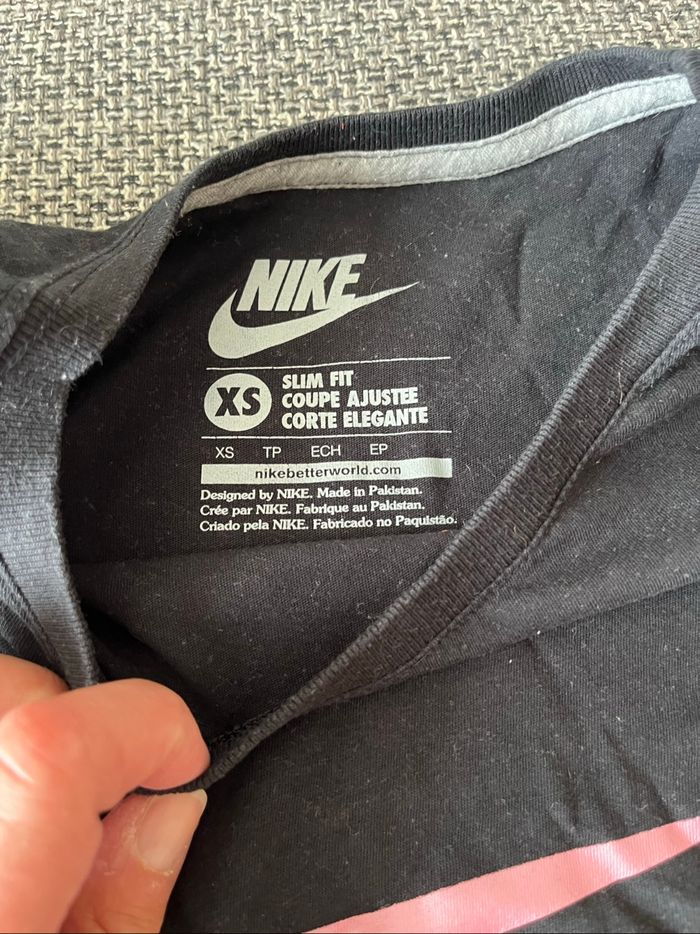 NIKE
XS
SLIM FIT
COUPE AJUSTEE
CORTE ELEGANTE
XS TP ECH EP
nikebetterworld.com
Designed by NIKE. Made in Pakistan.
Crée par NIKE. Fabrique au Pakistan.
Criado pela NIKE. Fabricado no Paquistão.